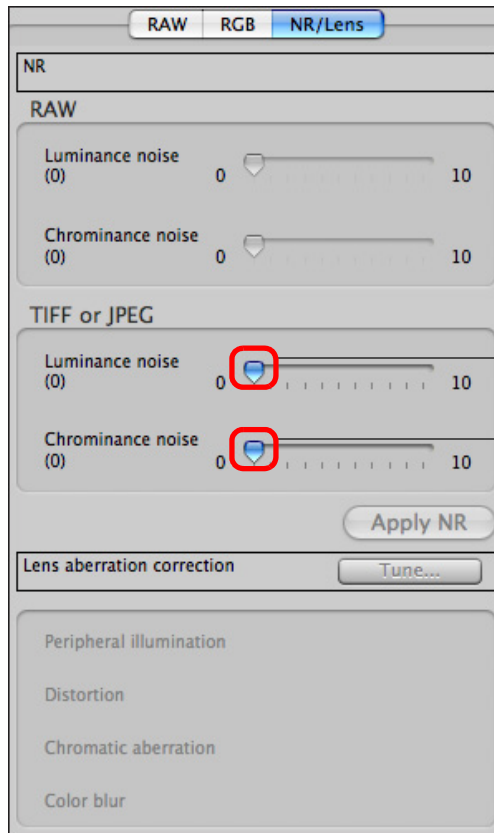 RAW RGB NR/Lens
NR
RAW
Luminance noise
(0) 0 10
Chrominance noise
(0) 0 10
TIFF or JPEG
Luminance noise
(0) 0 10
Chrominance noise
(0) 0 10
Apply NR
Lens aberration correction Tune...
Peripheral illumination
Distortion
Chromatic aberration
Color blur